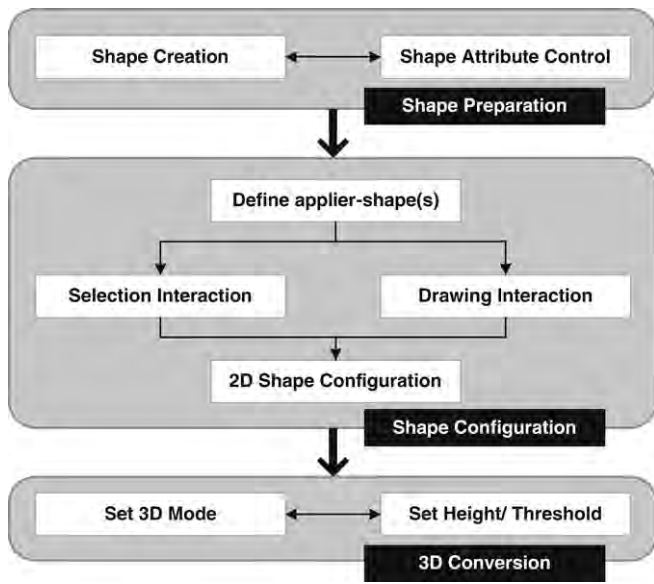 Shape Creation
Shape Attribute Control
Shape Preparation
Define applier-shape(s)
Selection Interaction
Drawing Interaction
2D Shape Configuration
Shape Configuration
Set 3D Mode
Set Height/ Threshold
3D Conversion